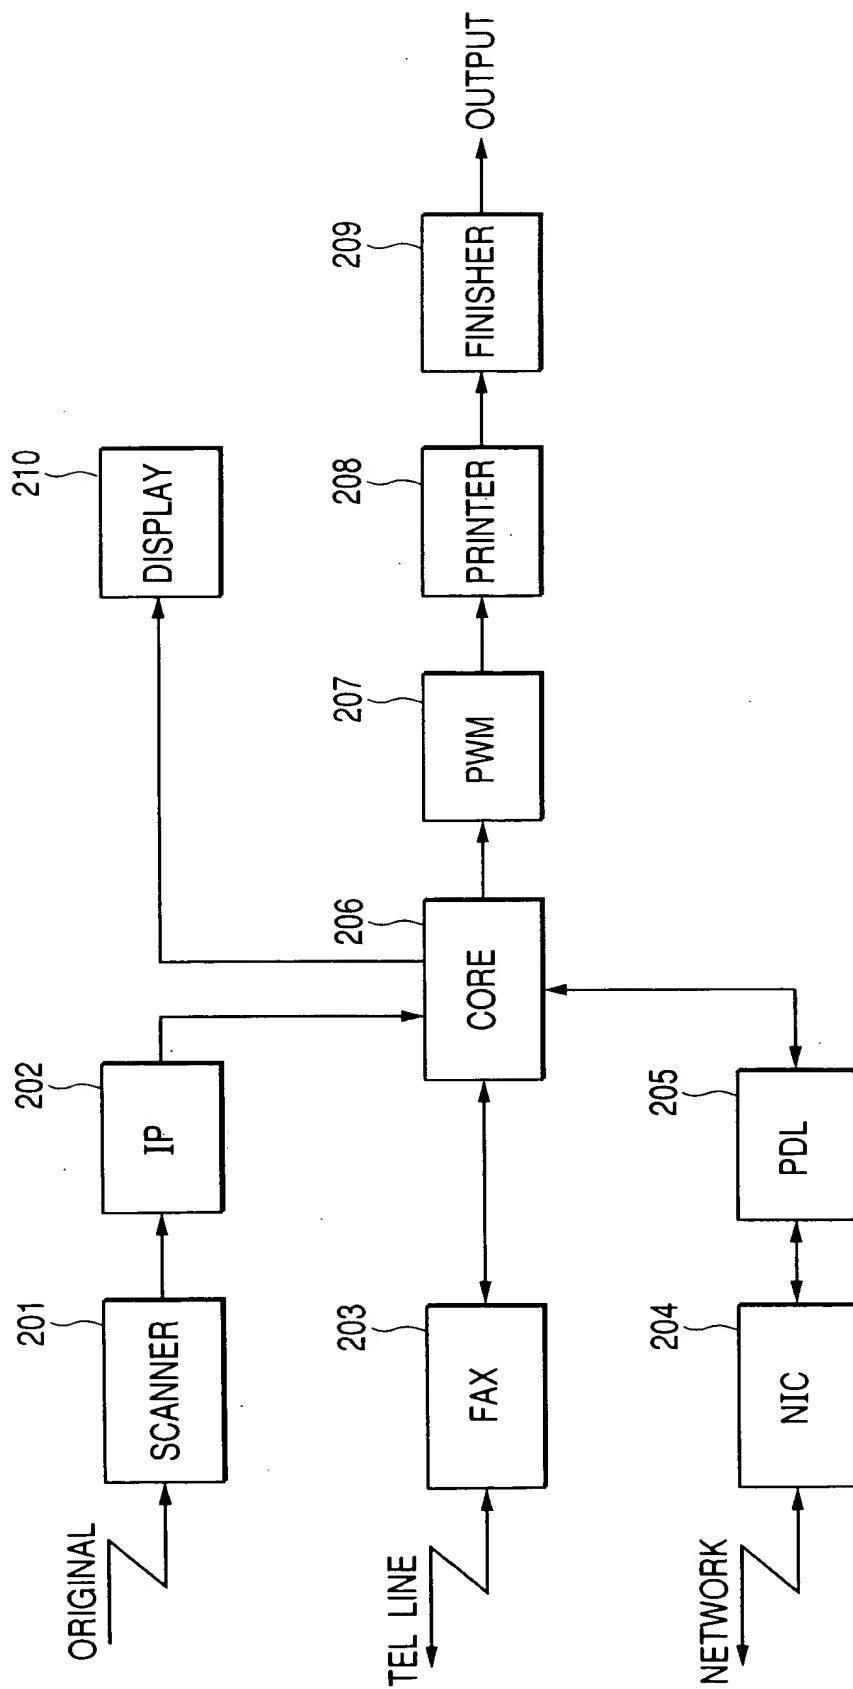 ORIGINAL
201
SCANNER
202
IP
210
DISPLAY
TEL LINE
203
FAX
206
CORE
207
PWM
208
PRINTER
209
FINISHER
OUTPUT
NETWORK
204
NIC
205
PDL